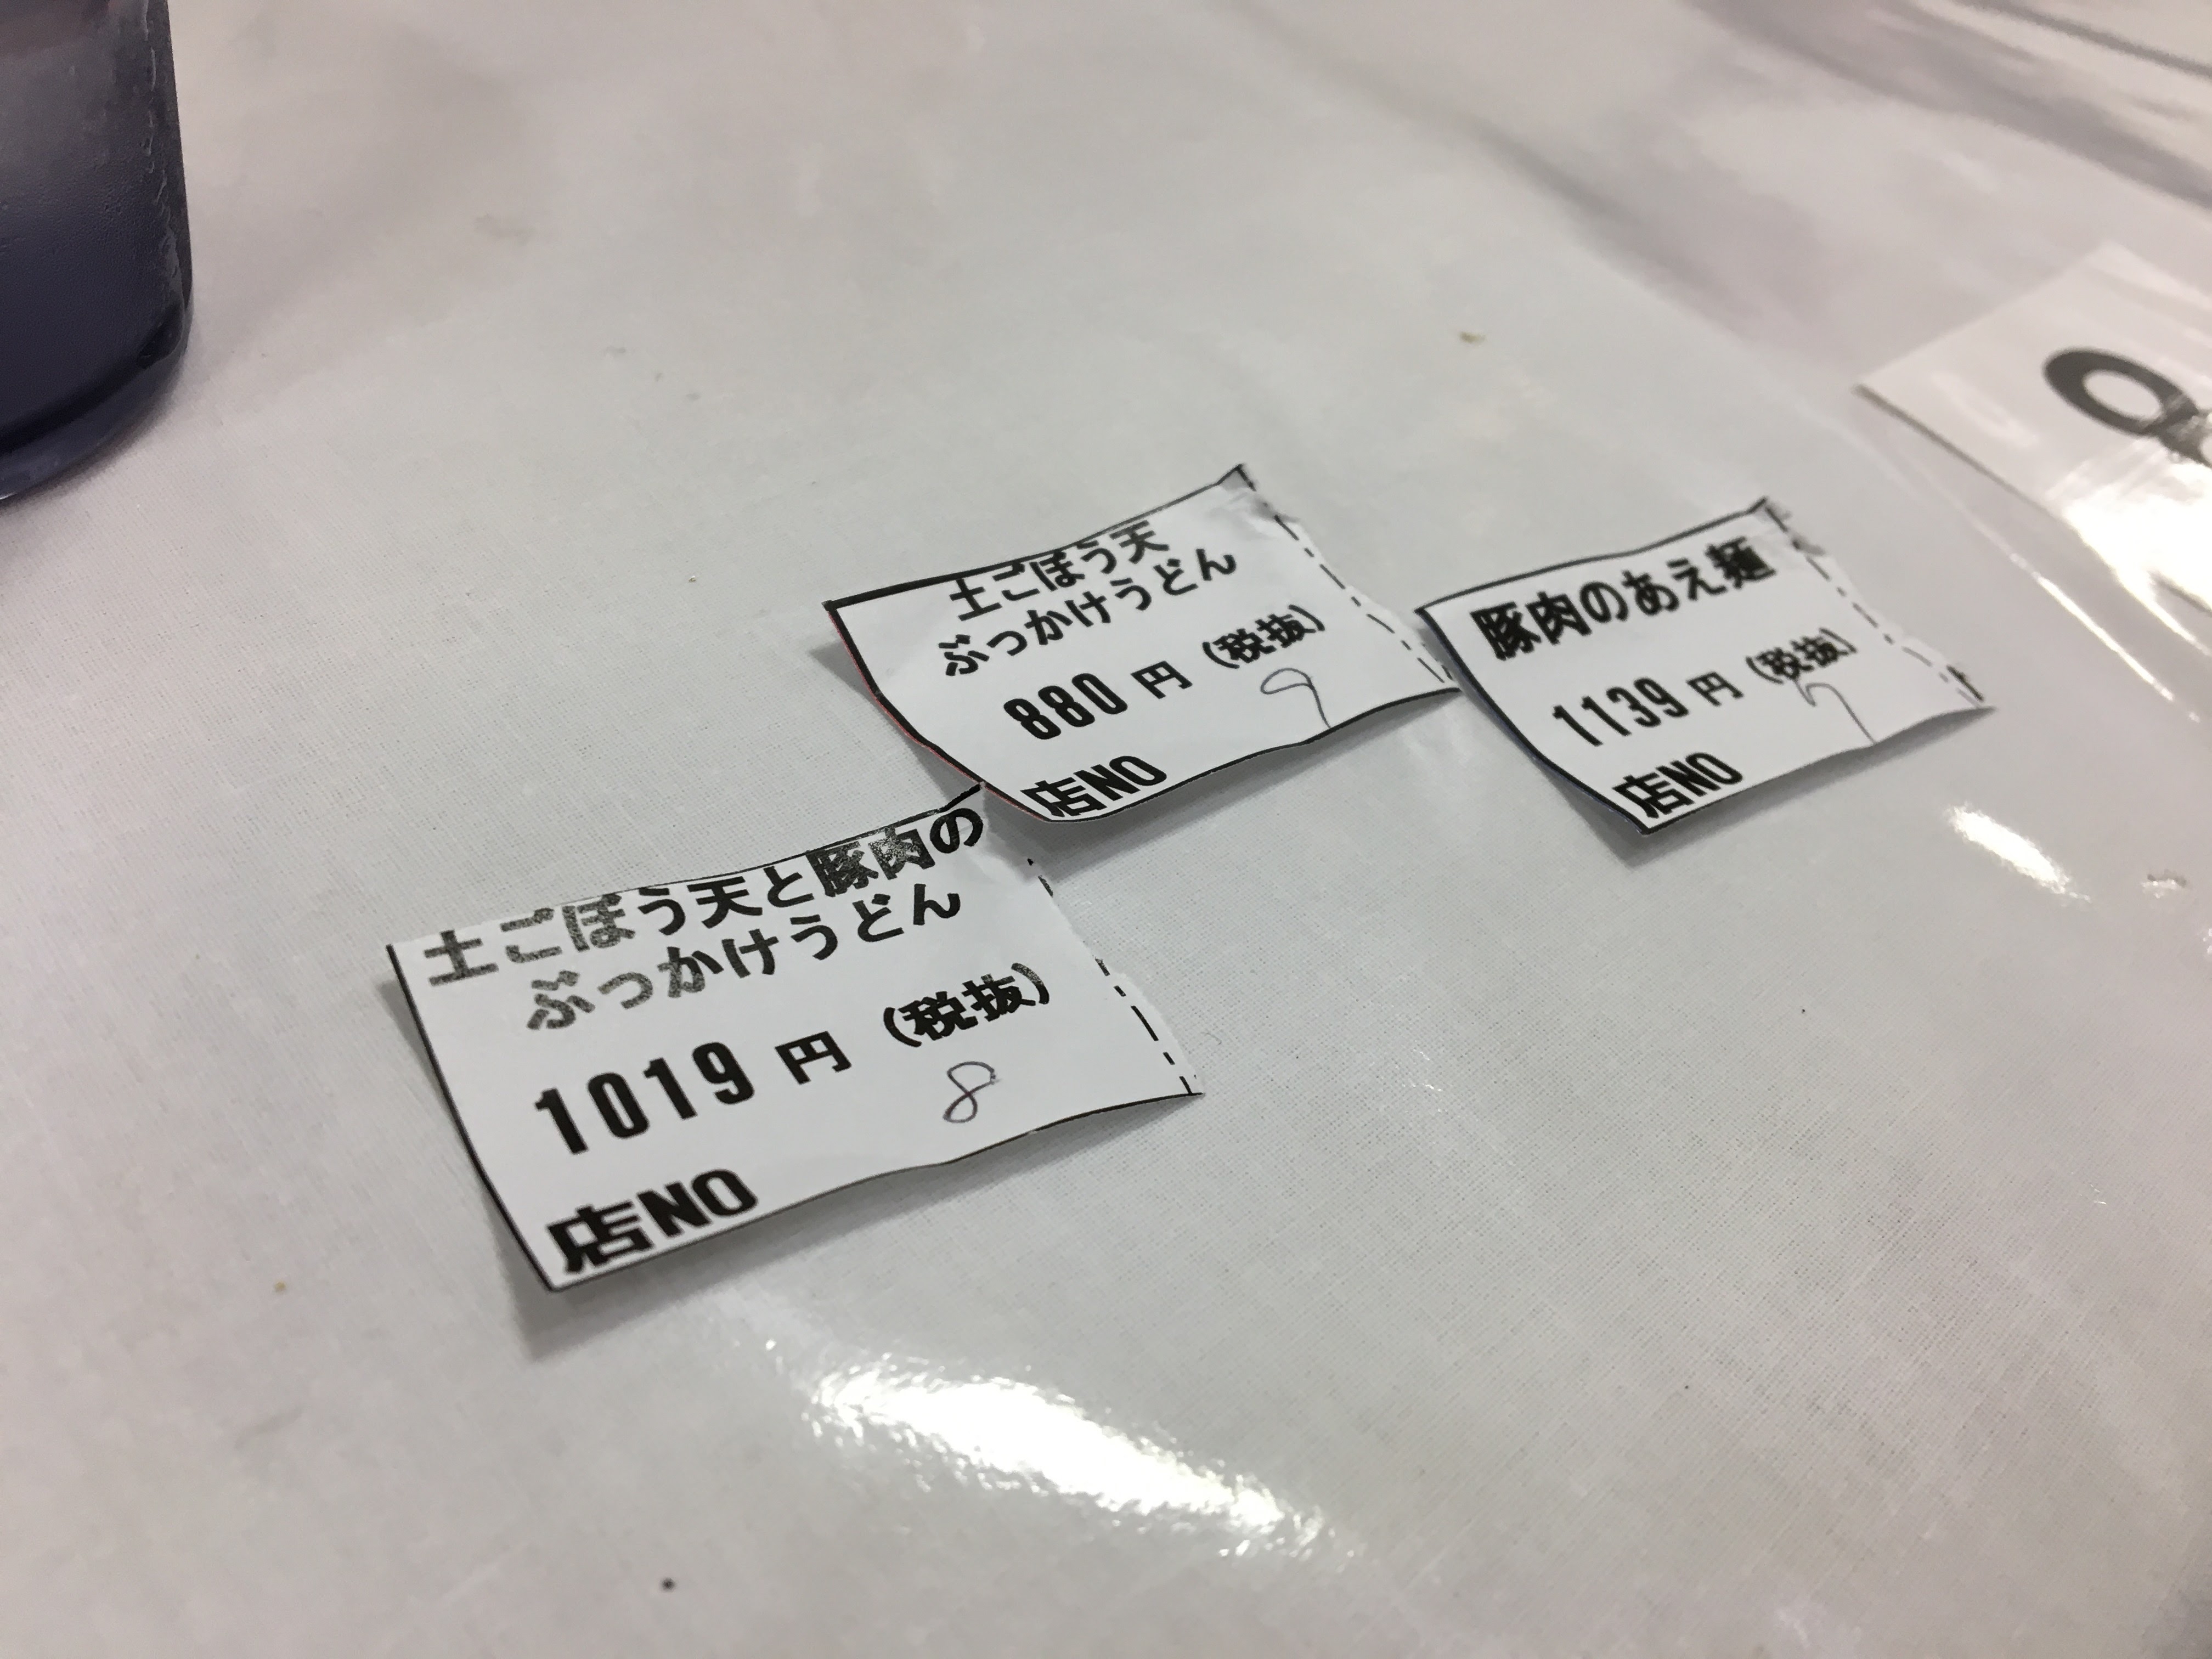 土ごぼう天
ぶっかけうどん
880 円 (税抜)
9
店NO
豚肉のあえ麺
1139 円 (税抜)
7
店NO
土ごぼう天と豚肉の
ぶっかけうどん
1019 円 (税抜)
8
店NO